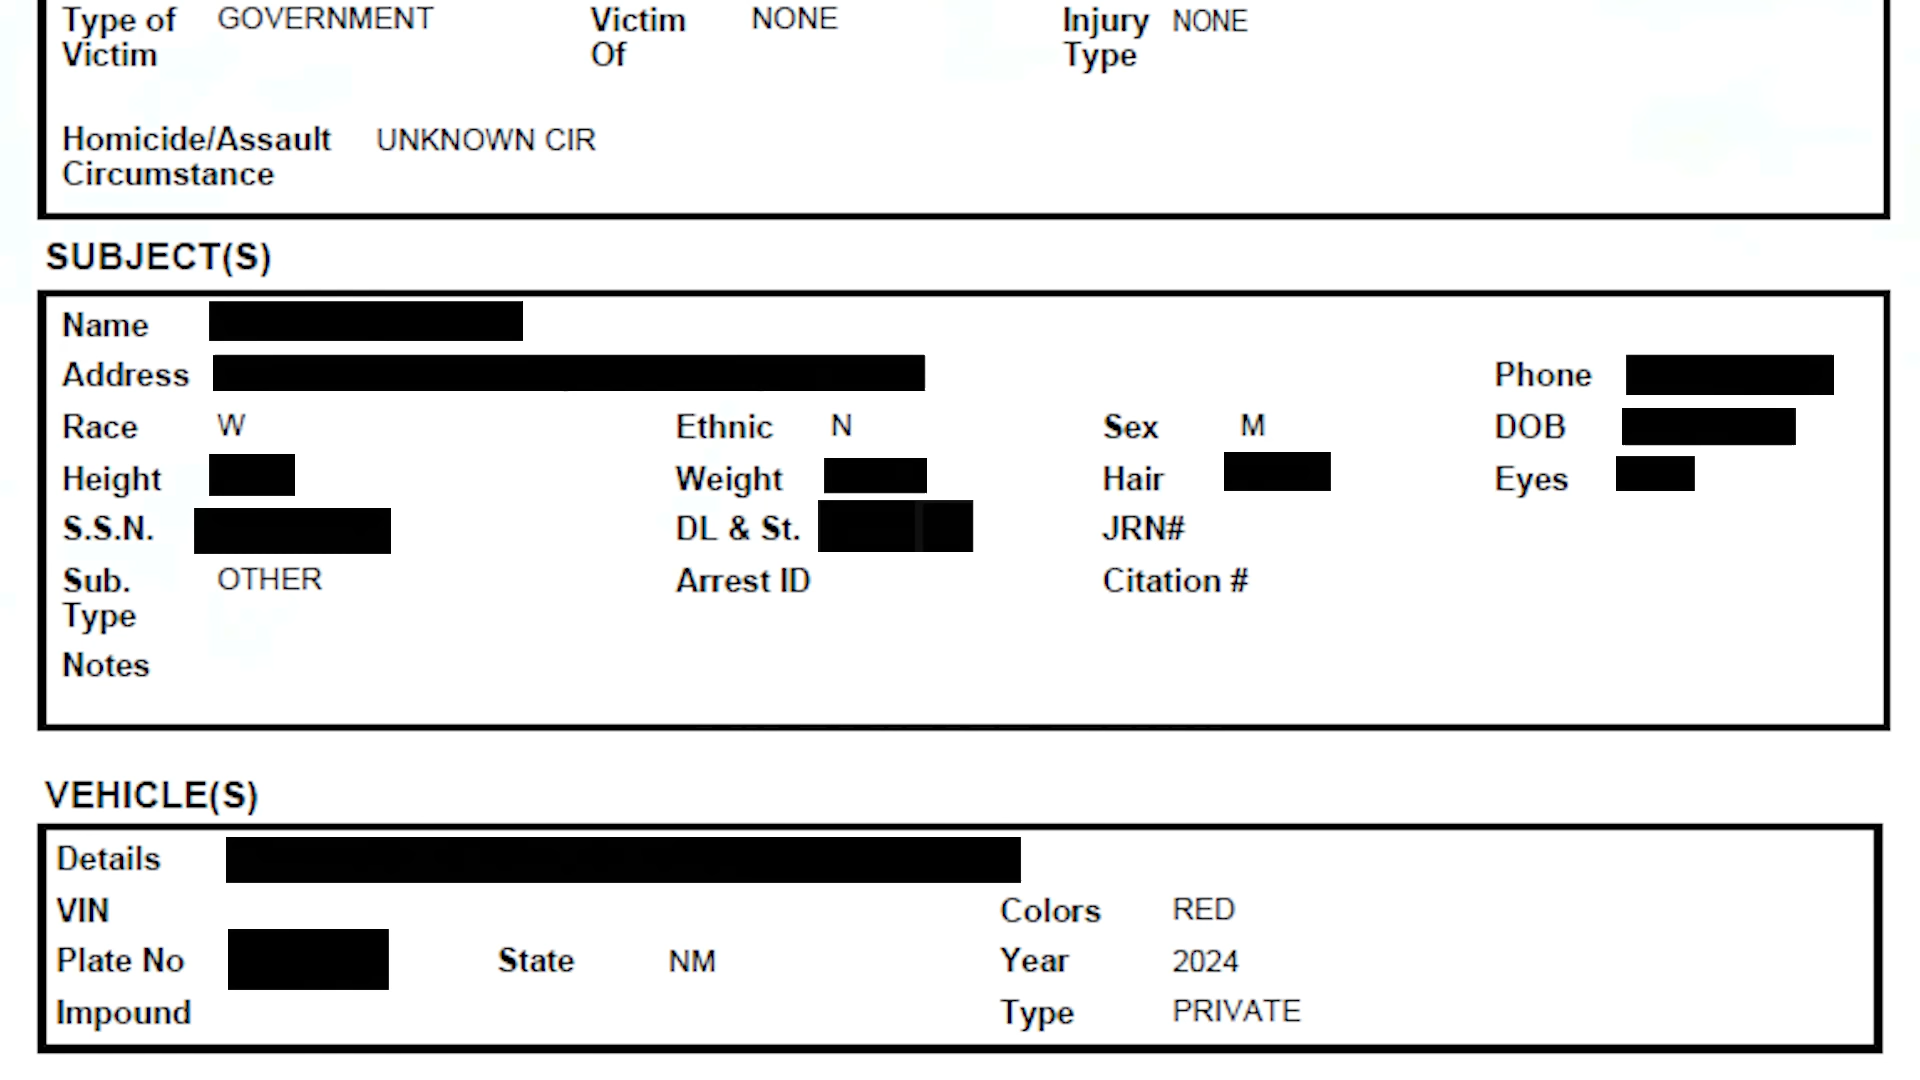 Type of GOVERNMENT Victim NONE Injury NONE
Victim Of Type
Homicide/Assault UNKNOWN CIR
Circumstance
SUBJECT(S)
Name
Address Phone
Race W Ethnic N Sex M DOB
Height Weight Hair Eyes
S.S.N. DL & St. JRN#
Sub. OTHER Arrest ID Citation #
Type
Notes
VEHICLE(S)
Details
VIN Colors RED
Plate No State NM Year 2024
Impound Type PRIVATE